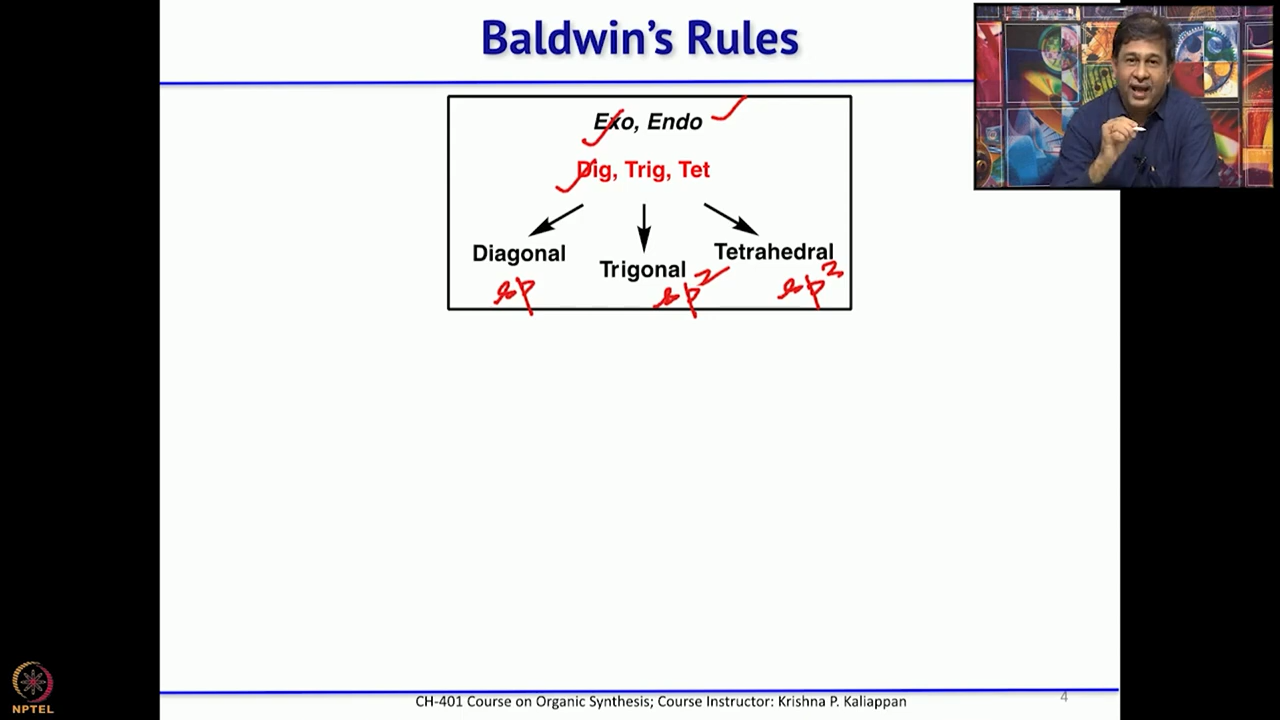 Baldwin's Rules
Exo, Endo
Dig, Trig, Tet
Diagonal Trigonal Tetrahedral
sp sp² sp³
CH-401 Course on Organic Synthesis; Course Instructor: Krishna P. Kaliappan
4
NPTEL